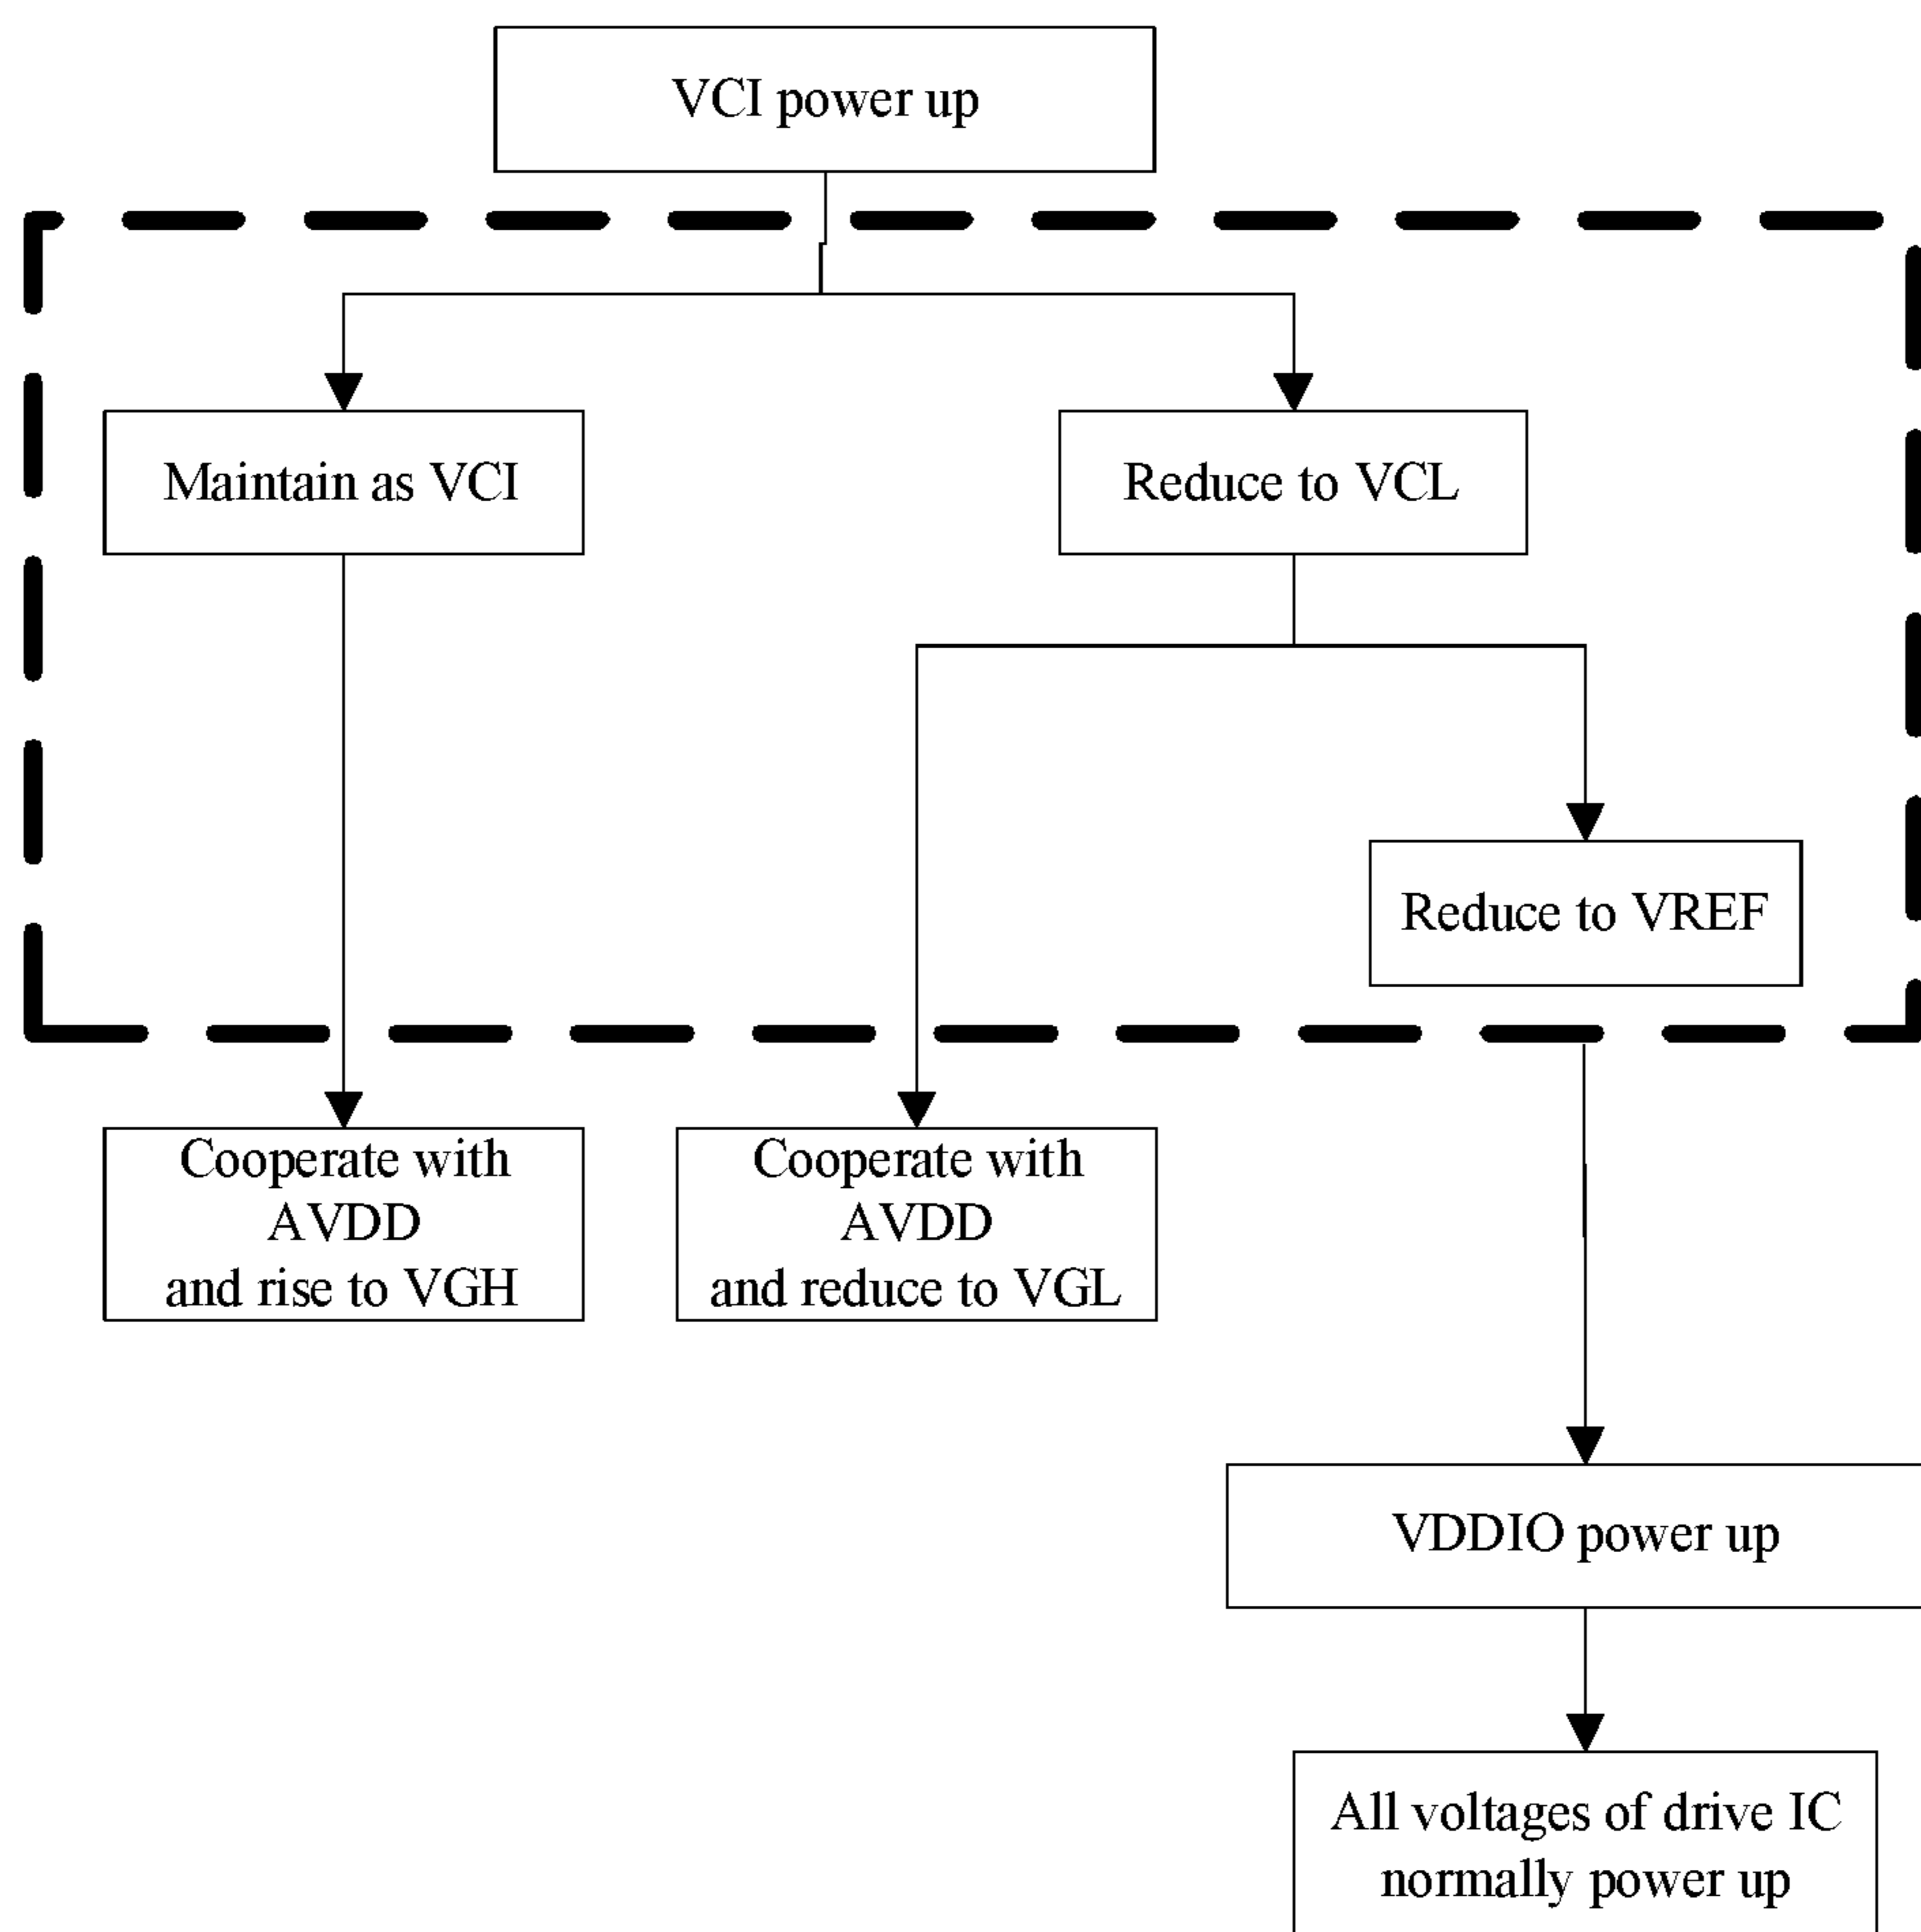 VCI power up
Maintain as VCI
Reduce to VCL
Reduce to VREF
Cooperate with
AVDD
and rise to VGH
Cooperate with
AVDD
and reduce to VGL
VDDIO power up
All voltages of drive IC
normally power up